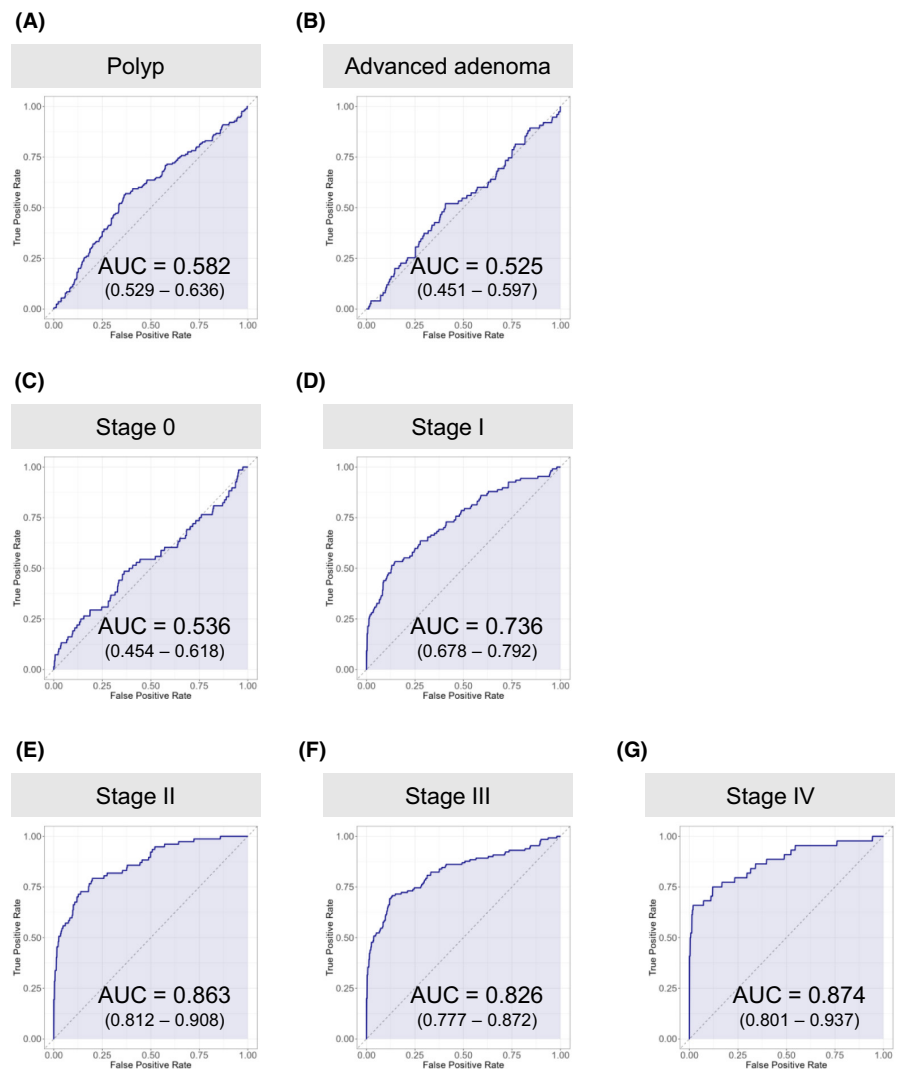 (A)
Polyp
1.00
0.75
0.50
0.25
0.00
True Positive Rate
AUC = 0.582
(0.529 – 0.636)
0.00 0.25 0.50 0.75 1.00
False Positive Rate
(B)
Advanced adenoma
1.00
0.75
0.50
0.25
0.00
True Positive Rate
AUC = 0.525
(0.451 – 0.597)
0.00 0.25 0.50 0.75 1.00
False Positive Rate
(C)
Stage 0
1.00
0.75
0.50
0.25
0.00
True Positive Rate
AUC = 0.536
(0.454 – 0.618)
0.00 0.25 0.50 0.75 1.00
False Positive Rate
(D)
Stage I
1.00
0.75
0.50
0.25
0.00
True Positive Rate
AUC = 0.736
(0.678 – 0.792)
0.00 0.25 0.50 0.75 1.00
False Positive Rate
(E)
Stage II
1.00
0.75
0.50
0.25
0.00
True Positive Rate
AUC = 0.863
(0.812 – 0.908)
0.00 0.25 0.50 0.75 1.00
False Positive Rate
(F)
Stage III
1.00
0.75
0.50
0.25
0.00
True Positive Rate
AUC = 0.826
(0.777 – 0.872)
0.00 0.25 0.50 0.75 1.00
False Positive Rate
(G)
Stage IV
1.00
0.75
0.50
0.25
0.00
True Positive Rate
AUC = 0.874
(0.801 – 0.937)
0.00 0.25 0.50 0.75 1.00
False Positive Rate